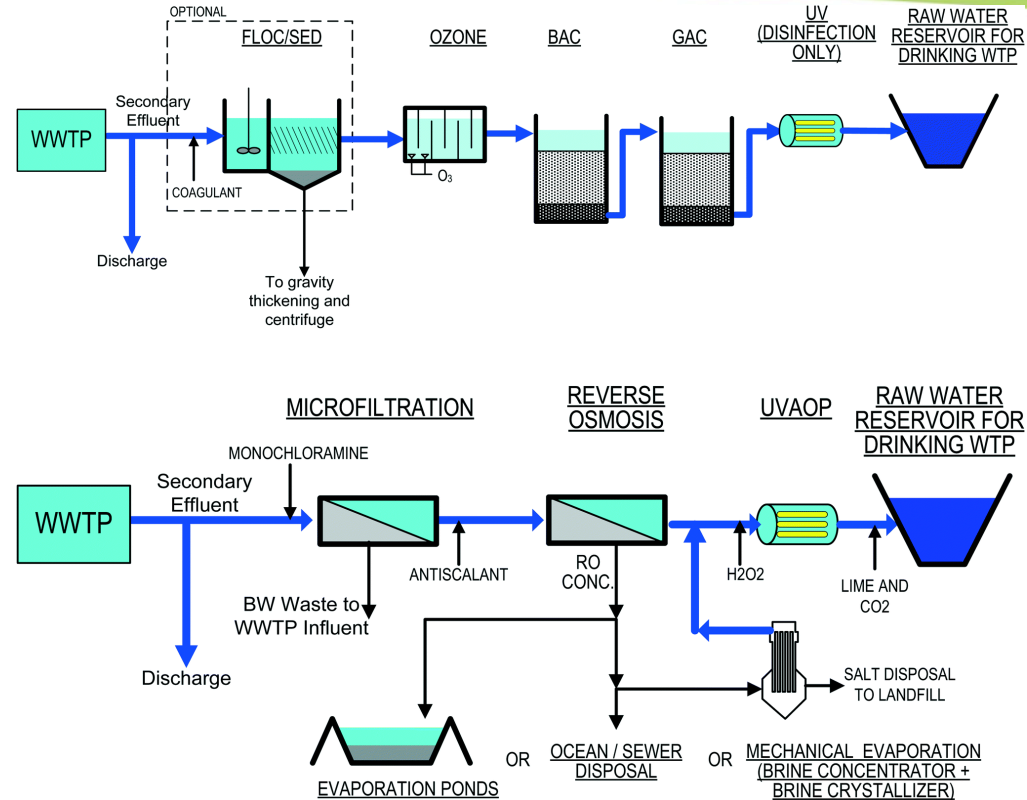 OPTIONAL
FLOC/SED
OZONE
BAC
GAC
UV
(DISINFECTION
ONLY)
RAW WATER
RESERVOIR FOR
DRINKING WTP
WWTP
Secondary
Effluent
COAGULANT
O3
Discharge
To gravity
thickening and
centrifuge
MICROFILTRATION
REVERSE
OSMOSIS
UVAOP
RAW WATER
RESERVOIR FOR
DRINKING WTP
MONOCHLORAMINE
Secondary
Effluent
WWTP
ANTISCALANT
RO
CONC.
H2O2
LIME AND
CO2
BW Waste to
WWTP Influent
Discharge
SALT DISPOSAL
TO LANDFILL
EVAPORATION PONDS
OR
OCEAN / SEWER
DISPOSAL
OR
MECHANICAL EVAPORATION
(BRINE CONCENTRATOR +
BRINE CRYSTALLIZER)